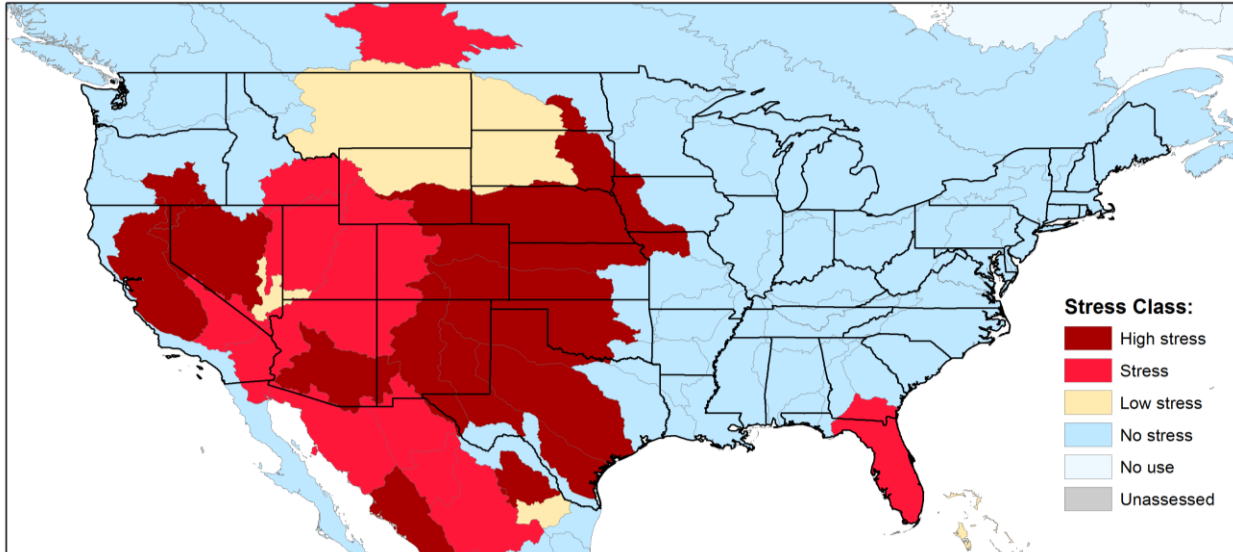 Stress Class:
High stress
Stress
Low stress
No stress
No use
Unassessed